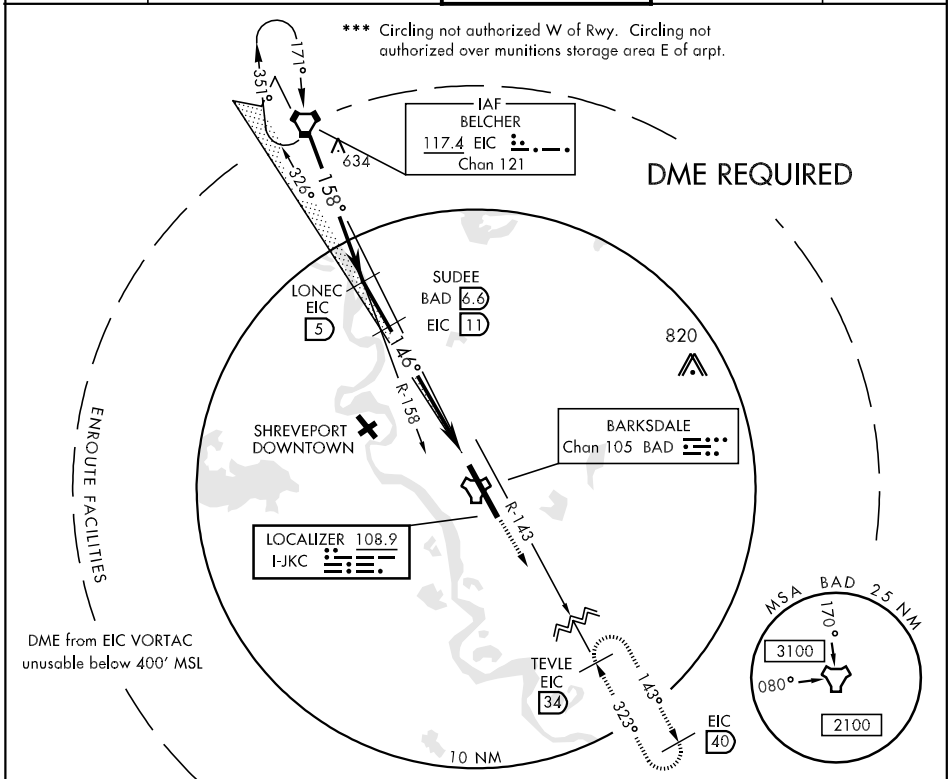 *** Circling not authorized W of Rwy. Circling not
authorized over munitions storage area E of arpt.
171°
351°
IAF
BELCHER
117.4 EIC
Chan 121
634
DME REQUIRED
326°
158°
LONEC
EIC
5
SUDEE
BAD 6.6
EIC 11
820
146°
R-158
ENROUTE FACILITIES
SHREVEPORT
DOWNTOWN
BARKSDALE
Chan 105 BAD
R-143
LOCALIZER 108.9
I-JKC
DME from EIC VORTAC
unusable below 400' MSL
MSA BAD 25 NM
170°
3100
080°
2100
TEVLE
EIC
34
143°
323°
EIC
40
10 NM